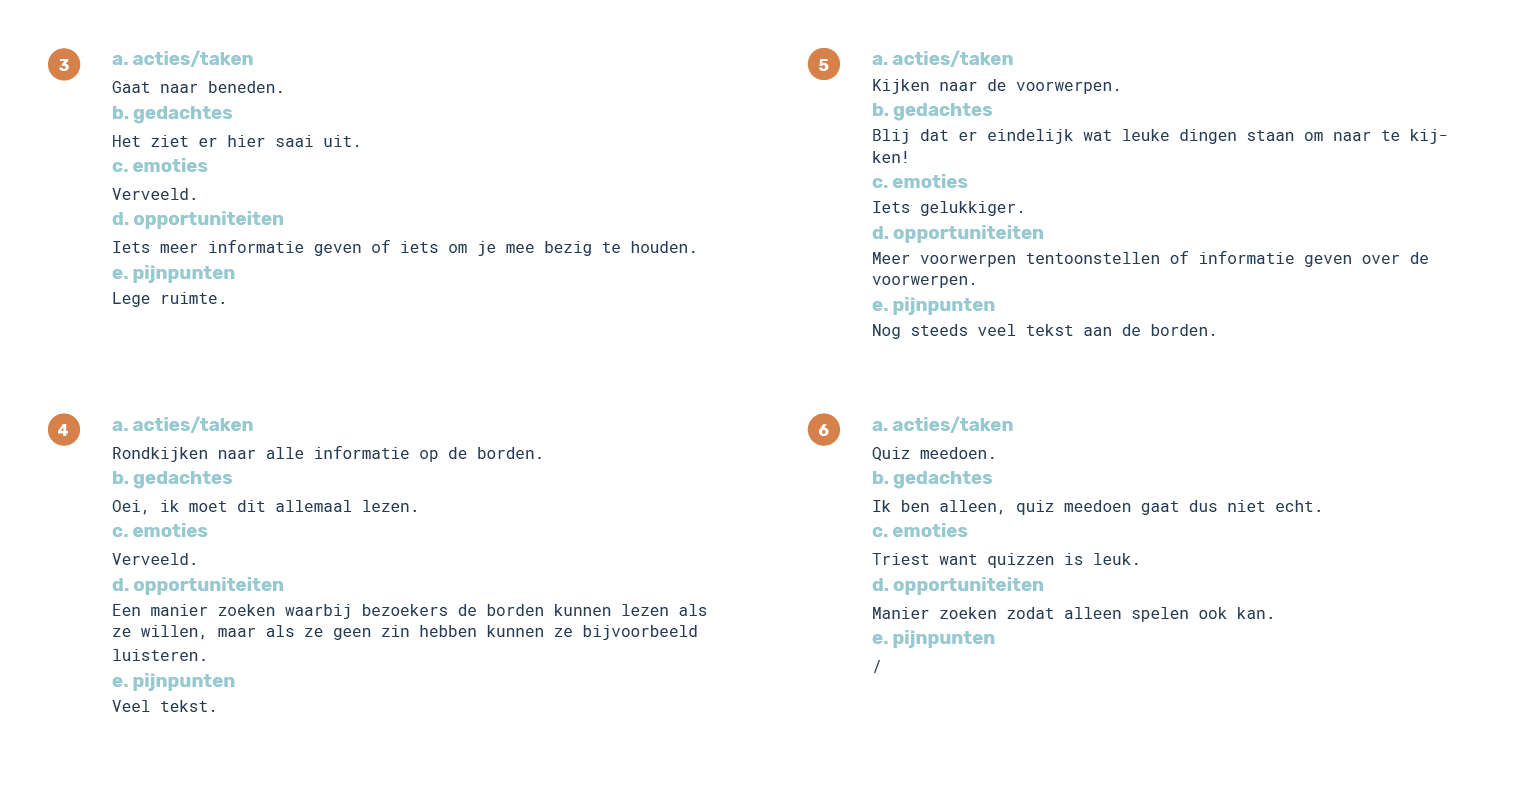 3
a. acties/taken
Gaat naar beneden.
b. gedachtes
Het ziet er hier saai uit.
c. emoties
Verveeld.
d. opportuniteiten
Iets meer informatie geven of iets om je mee bezig te houden.
e. pijnpunten
Lege ruimte.
4
a. acties/taken
Rondkijken naar alle informatie op de borden.
b. gedachtes
Oei, ik moet dit allemaal lezen.
c. emoties
Verveeld.
d. opportuniteiten
Een manier zoeken waarbij bezoekers de borden kunnen lezen als
ze willen, maar als ze geen zin hebben kunnen ze bijvoorbeeld
luisteren.
e. pijnpunten
Veel tekst.
5
a. acties/taken
Kijken naar de voorwerpen.
b. gedachtes
Blij dat er eindelijk wat leuke dingen staan om naar te kij-
ken!
c. emoties
Iets gelukkiger.
d. opportuniteiten
Meer voorwerpen tentoonstellen of informatie geven over de
voorwerpen.
e. pijnpunten
Nog steeds veel tekst aan de borden.
6
a. acties/taken
Quiz meedoen.
b. gedachtes
Ik ben alleen, quiz meedoen gaat dus niet echt.
c. emoties
Triest want quizzen is leuk.
d. opportuniteiten
Manier zoeken zodat alleen spelen ook kan.
e. pijnpunten
/